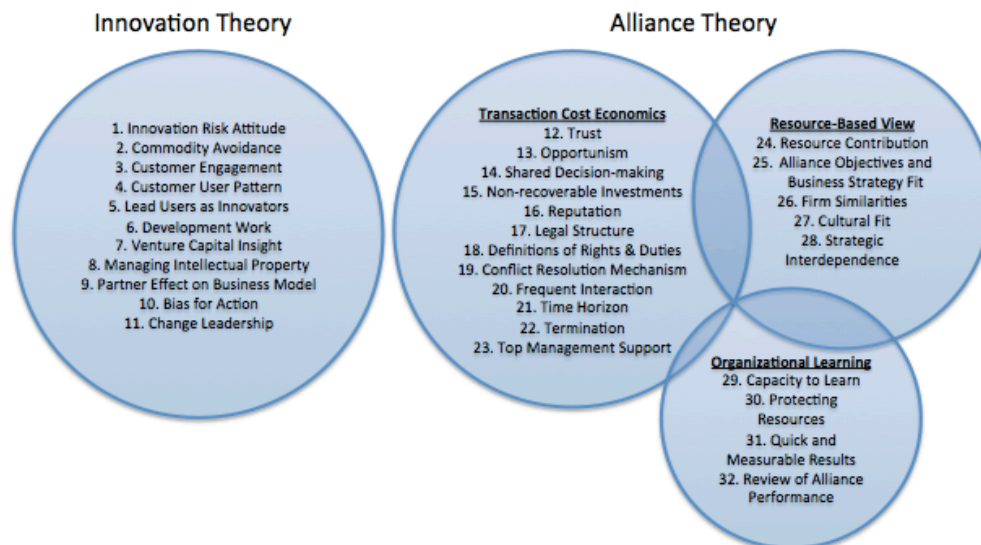 Innovation Theory
Alliance Theory
1. Innovation Risk Attitude
2. Commodity Avoidance
3. Customer Engagement
4. Customer User Pattern
5. Lead Users as Innovators
6. Development Work
7. Venture Capital Insight
8. Managing Intellectual Property
9. Partner Effect on Business Model
10. Bias for Action
11. Change Leadership
Transaction Cost Economics
12. Trust
13. Opportunism
14. Shared Decision-making
15. Non-recoverable Investments
16. Reputation
17. Legal Structure
18. Definitions of Rights & Duties
19. Conflict Resolution Mechanism
20. Frequent Interaction
21. Time Horizon
22. Termination
23. Top Management Support
Resource-Based View
24. Resource Contribution
25. Alliance Objectives and
Business Strategy Fit
26. Firm Similarities
27. Cultural Fit
28. Strategic
Interdependence
Organizational Learning
29. Capacity to Learn
30. Protecting
Resources
31. Quick and
Measurable Results
32. Review of Alliance
Performance